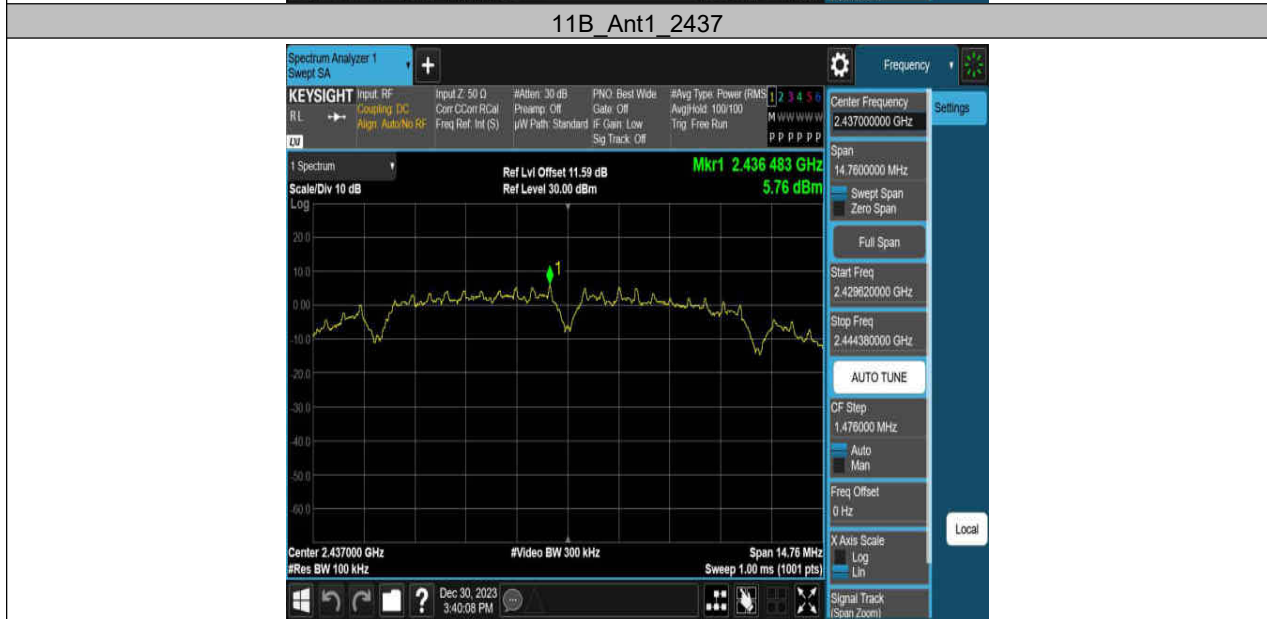 11B_Ant1_2437
Spectrum Analyzer 1
Swept SA
+
Frequency
KEYSIGHT
RL
LXI
Input: RF
Coupling: DC
Align: Auto/No RF
Input Z: 50 Ω
Corr CCorr RCal
Freq Ref: Int (S)
#Atten: 30 dB
Preamp: Off
µW Path: Standard
PNO: Best Wide
Gate: Off
IF Gain: Low
Sig Track: Off
#Avg Type: Power (RMS
Avg|Hold: 100/100
Trig: Free Run
1 2 3 4 5 6
M W W W W W
P P P P P P
Center Frequency
2.437000000 GHz
Settings
Span
14.7600000 MHz
Swept Span
Zero Span
Full Span
Start Freq
2.429620000 GHz
Stop Freq
2.444380000 GHz
AUTO TUNE
CF Step
1.476000 MHz
Auto
Man
Freq Offset
0 Hz
X Axis Scale
Log
Lin
Local
Signal Track
(Span Zoom)
1 Spectrum
Scale/Div 10 dB
Ref Lvl Offset 11.59 dB
Ref Level 30.00 dBm
Mkr1 2.436 483 GHz
5.76 dBm
Log
20.0
10.0
1
0.00
-10.0
-20.0
-30.0
-40.0
-50.0
-60.0
Center 2.437000 GHz
#Video BW 300 kHz
Span 14.76 MHz
#Res BW 100 kHz
Sweep 1.00 ms (1001 pts)
?
Dec 30, 2023
3:40:08 PM